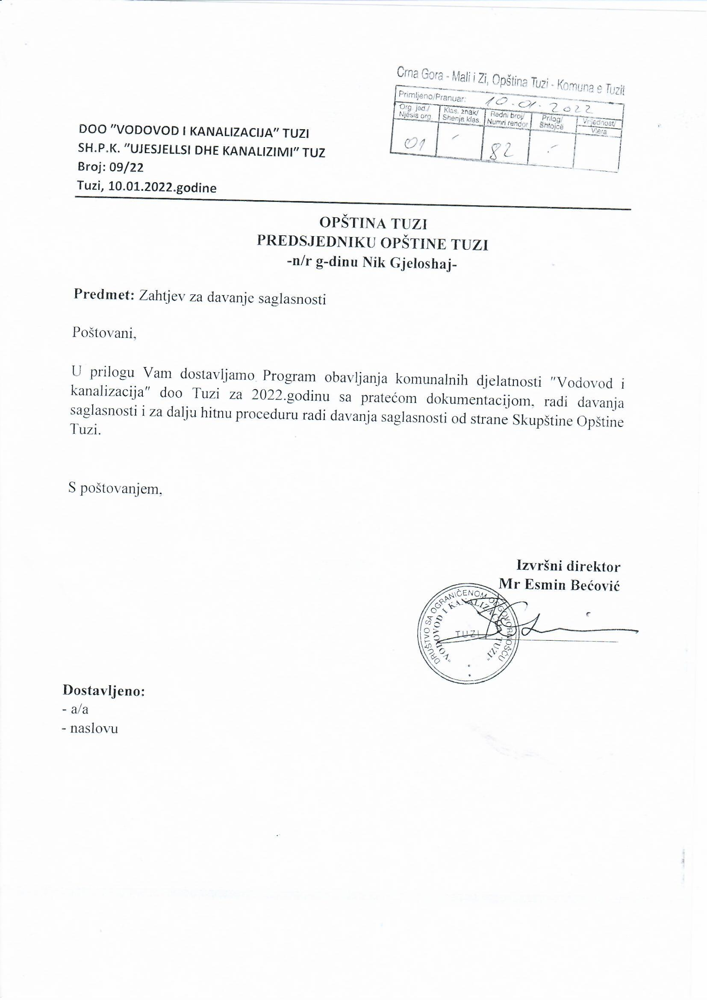 Crna Gora - Mali i Zi, Opština Tuzi - Komuna e Tuzit
Primljeno/Pranuar: 10.01.2022
Org. jed./ Njesia org. Klas. znak/ Shenja klas. Redni broj/ Numri rendor Prilog/ Shtojcë Vrijednost/ Vlera
01 - 82 -
DOO "VODOVOD I KANALIZACIJA" TUZI
SH.P.K. "UJESJELLSI DHE KANALIZIMI" TUZ
Broj: 09/22
Tuzi, 10.01.2022.godine
OPŠTINA TUZI
PREDSJEDNIKU OPŠTINE TUZI
-n/r g-dinu Nik Gjeloshaj-
Predmet: Zahtjev za davanje saglasnosti
Poštovani,
U prilogu Vam dostavljamo Program obavljanja komunalnih djelatnosti "Vodovod i
kanalizacija" doo Tuzi za 2022.godinu sa pratećom dokumentacijom, radi davanja
saglasnosti i za dalju hitnu proceduru radi davanja saglasnosti od strane Skupštine Opštine
Tuzi.
S poštovanjem,
Izvršni direktor
Mr Esmin Bećović
DRUŠTVO SA OGRANIČENOM ODGOVORNOŠĆU
"VODOVOD I KANALIZACIJA TUZI"
TUZI
Dostavljeno:
- a/a
- naslovu